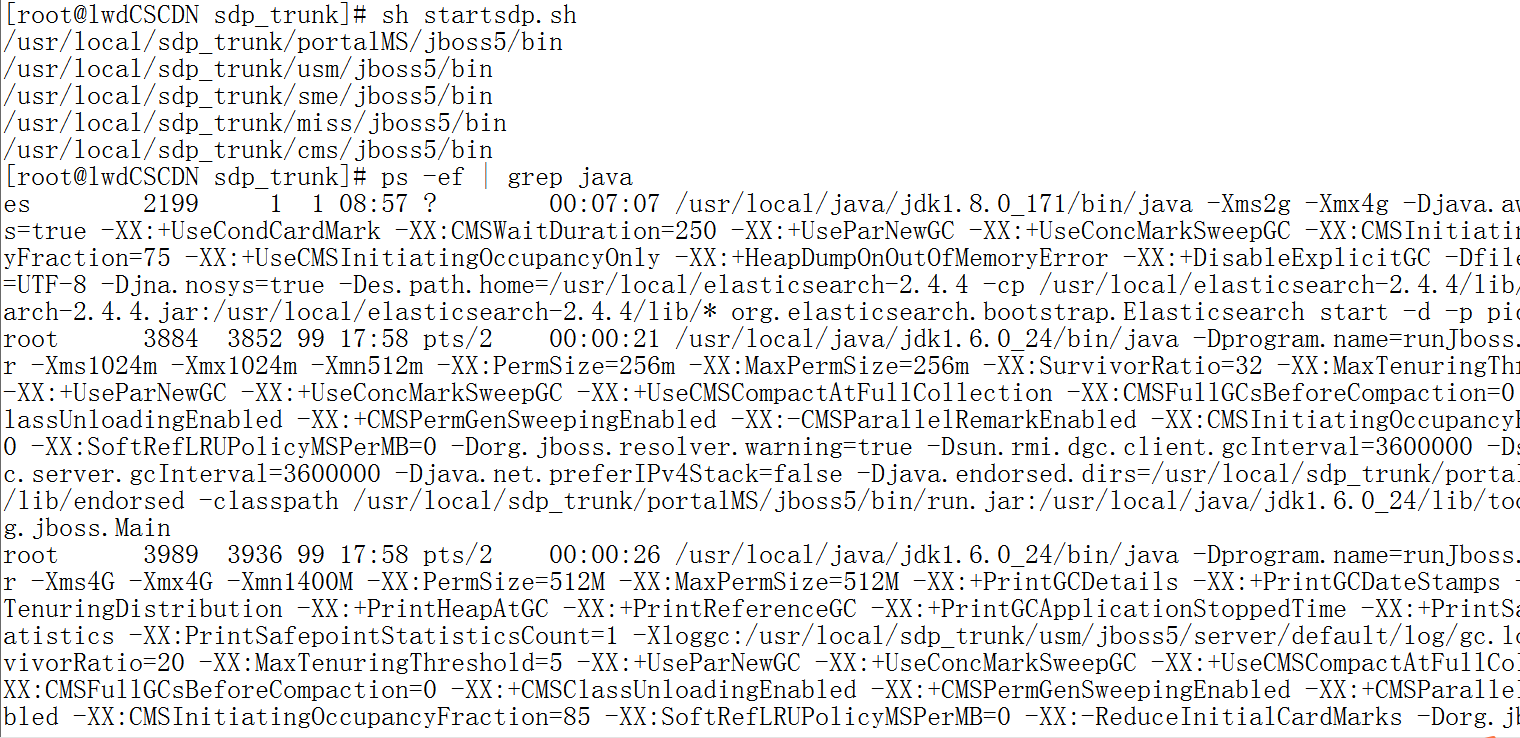 [root@lwdCSCDN sdp_trunk]# sh startsdp.sh
/usr/local/sdp_trunk/portalMS/jboss5/bin
/usr/local/sdp_trunk/usm/jboss5/bin
/usr/local/sdp_trunk/sme/jboss5/bin
/usr/local/sdp_trunk/miss/jboss5/bin
/usr/local/sdp_trunk/cms/jboss5/bin
[root@lwdCSCDN sdp_trunk]# ps -ef | grep java
es        2199     1  1 08:57 ?        00:07:07 /usr/local/java/jdk1.8.0_171/bin/java -Xms2g -Xmx4g -Djava.aw
s=true -XX:+UseCondCardMark -XX:CMSWaitDuration=250 -XX:+UseParNewGC -XX:+UseConcMarkSweepGC -XX:CMSInitiatin
yFraction=75 -XX:+UseCMSInitiatingOccupancyOnly -XX:+HeapDumpOnOutOfMemoryError -XX:+DisableExplicitGC -Dfile
=UTF-8 -Djna.nosys=true -Des.path.home=/usr/local/elasticsearch-2.4.4 -cp /usr/local/elasticsearch-2.4.4/lib/
arch-2.4.4.jar:/usr/local/elasticsearch-2.4.4/lib/* org.elasticsearch.bootstrap.Elasticsearch start -d -p pid
root      3884  3852 99 17:58 pts/2    00:00:21 /usr/local/java/jdk1.6.0_24/bin/java -Dprogram.name=runJboss.
r -Xms1024m -Xmx1024m -Xmn512m -XX:PermSize=256m -XX:MaxPermSize=256m -XX:SurvivorRatio=32 -XX:MaxTenuringThr
-XX:+UseParNewGC -XX:+UseConcMarkSweepGC -XX:+UseCMSCompactAtFullCollection -XX:CMSFullGCsBeforeCompaction=0
lassUnloadingEnabled -XX:+CMSPermGenSweepingEnabled -XX:-CMSParallelRemarkEnabled -XX:CMSInitiatingOccupancyF
0 -XX:SoftRefLRUPolicyMSPerMB=0 -Dorg.jboss.resolver.warning=true -Dsun.rmi.dgc.client.gcInterval=3600000 -Ds
c.server.gcInterval=3600000 -Djava.net.preferIPv4Stack=false -Djava.endorsed.dirs=/usr/local/sdp_trunk/portal
/lib/endorsed -classpath /usr/local/sdp_trunk/portalMS/jboss5/bin/run.jar:/usr/local/java/jdk1.6.0_24/lib/too
g.jboss.Main
root      3989  3936 99 17:58 pts/2    00:00:26 /usr/local/java/jdk1.6.0_24/bin/java -Dprogram.name=runJboss.
r -Xms4G -Xmx4G -Xmn1400M -XX:PermSize=512M -XX:MaxPermSize=512M -XX:+PrintGCDetails -XX:+PrintGCDateStamps -
TenuringDistribution -XX:+PrintHeapAtGC -XX:+PrintReferenceGC -XX:+PrintGCApplicationStoppedTime -XX:+PrintSa
atistics -XX:PrintSafepointStatisticsCount=1 -Xloggc:/usr/local/sdp_trunk/usm/jboss5/server/default/log/gc.lo
vivorRatio=20 -XX:MaxTenuringThreshold=5 -XX:+UseParNewGC -XX:+UseConcMarkSweepGC -XX:+UseCMSCompactAtFullCol
XX:CMSFullGCsBeforeCompaction=0 -XX:+CMSClassUnloadingEnabled -XX:+CMSPermGenSweepingEnabled -XX:+CMSParallel
bled -XX:CMSInitiatingOccupancyFraction=85 -XX:SoftRefLRUPolicyMSPerMB=0 -XX:-ReduceInitialCardMarks -Dorg.jb